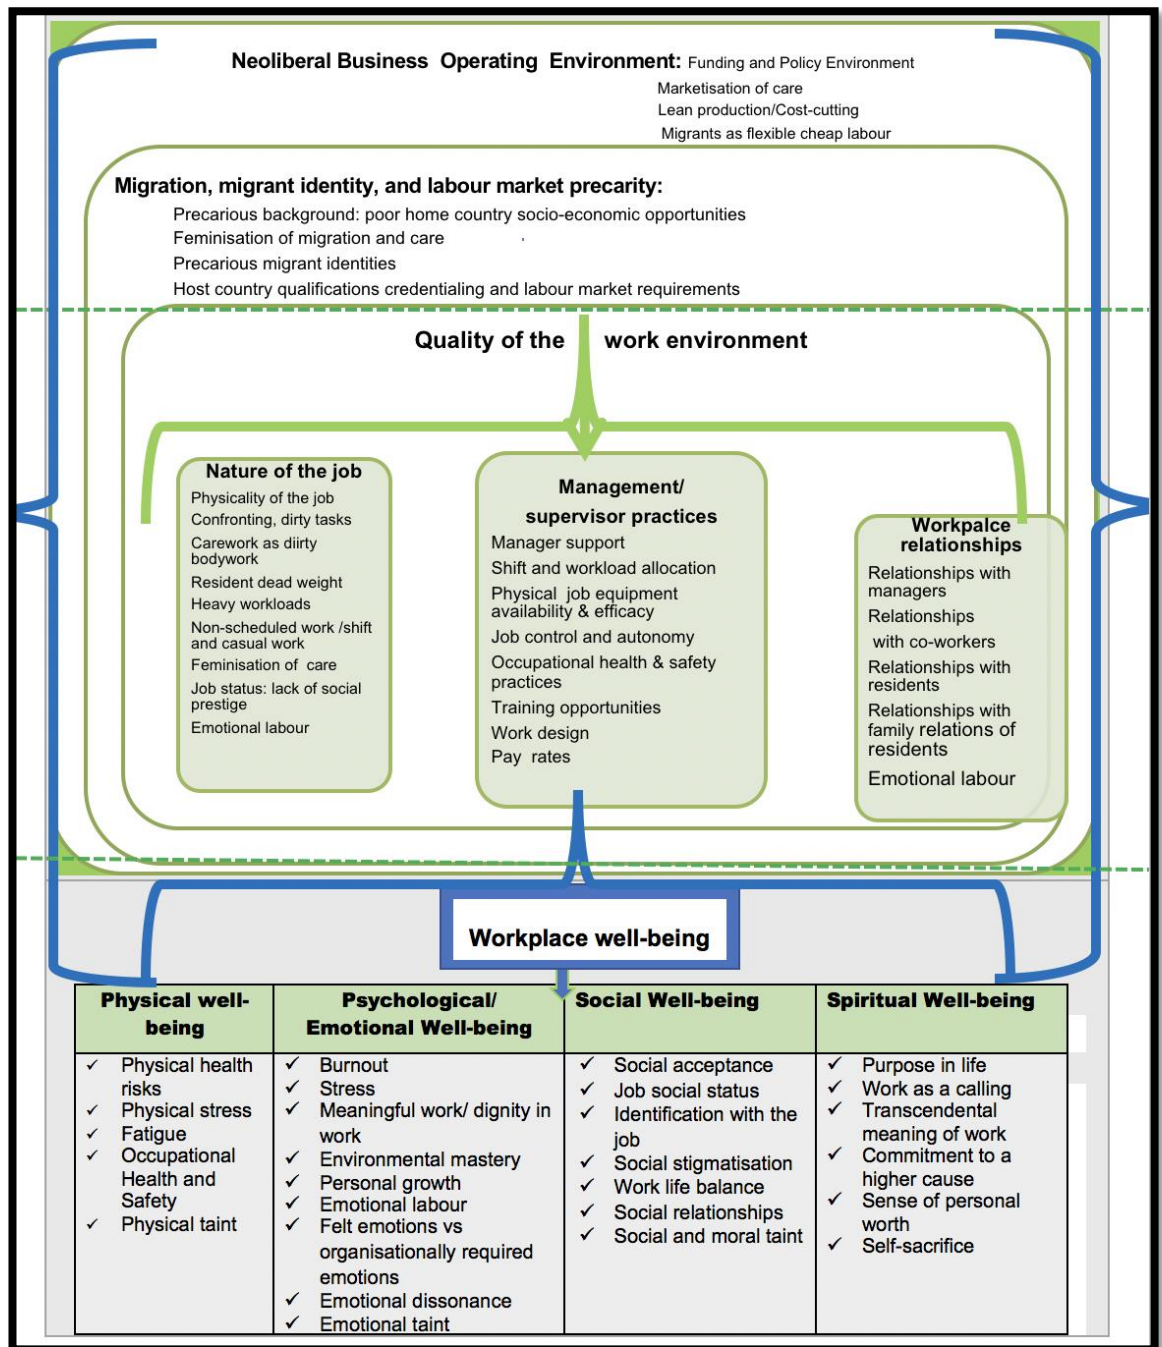 Neoliberal Business Operating Environment: Funding and Policy Environment
Marketisation of care
Lean production/Cost-cutting
Migrants as flexible cheap labour
Migration, migrant identity, and labour market precarity:
Precarious background: poor home country socio-economic opportunities
Feminisation of migration and care
Precarious migrant identities
Host country qualifications credentialing and labour market requirements
Quality of the work environment
Nature of the job
Physicality of the job
Confronting, dirty tasks
Carework as diirty
bodywork
Resident dead weight
Heavy workloads
Non-scheduled work /shift
and casual work
Feminisation of care
Job status: lack of social
prestige
Emotional labour
Management/
supervisor practices
Manager support
Shift and workload allocation
Physical job equipment
availability & efficacy
Job control and autonomy
Occupational health & safety
practices
Training opportunities
Work design
Pay rates
Workpalce
relationships
Relationships with
managers
Relationships
with co-workers
Relationships with
residents
Relationships with
family relations of
residents
Emotional labour
Workplace well-being
Physical well-
being
✓ Physical health
risks
✓ Physical stress
✓ Fatigue
✓ Occupational
Health and
Safety
✓ Physical taint
Psychological/
Emotional Well-being
✓ Burnout
✓ Stress
✓ Meaningful work/ dignity in
work
✓ Environmental mastery
✓ Personal growth
✓ Emotional labour
✓ Felt emotions vs
organisationally required
emotions
✓ Emotional dissonance
✓ Emotional taint
Social Well-being
✓ Social acceptance
✓ Job social status
✓ Identification with the
job
✓ Social stigmatisation
✓ Work life balance
✓ Social relationships
✓ Social and moral taint
Spiritual Well-being
✓ Purpose in life
✓ Work as a calling
✓ Transcendental
meaning of work
✓ Commitment to a
higher cause
✓ Sense of personal
worth
✓ Self-sacrifice